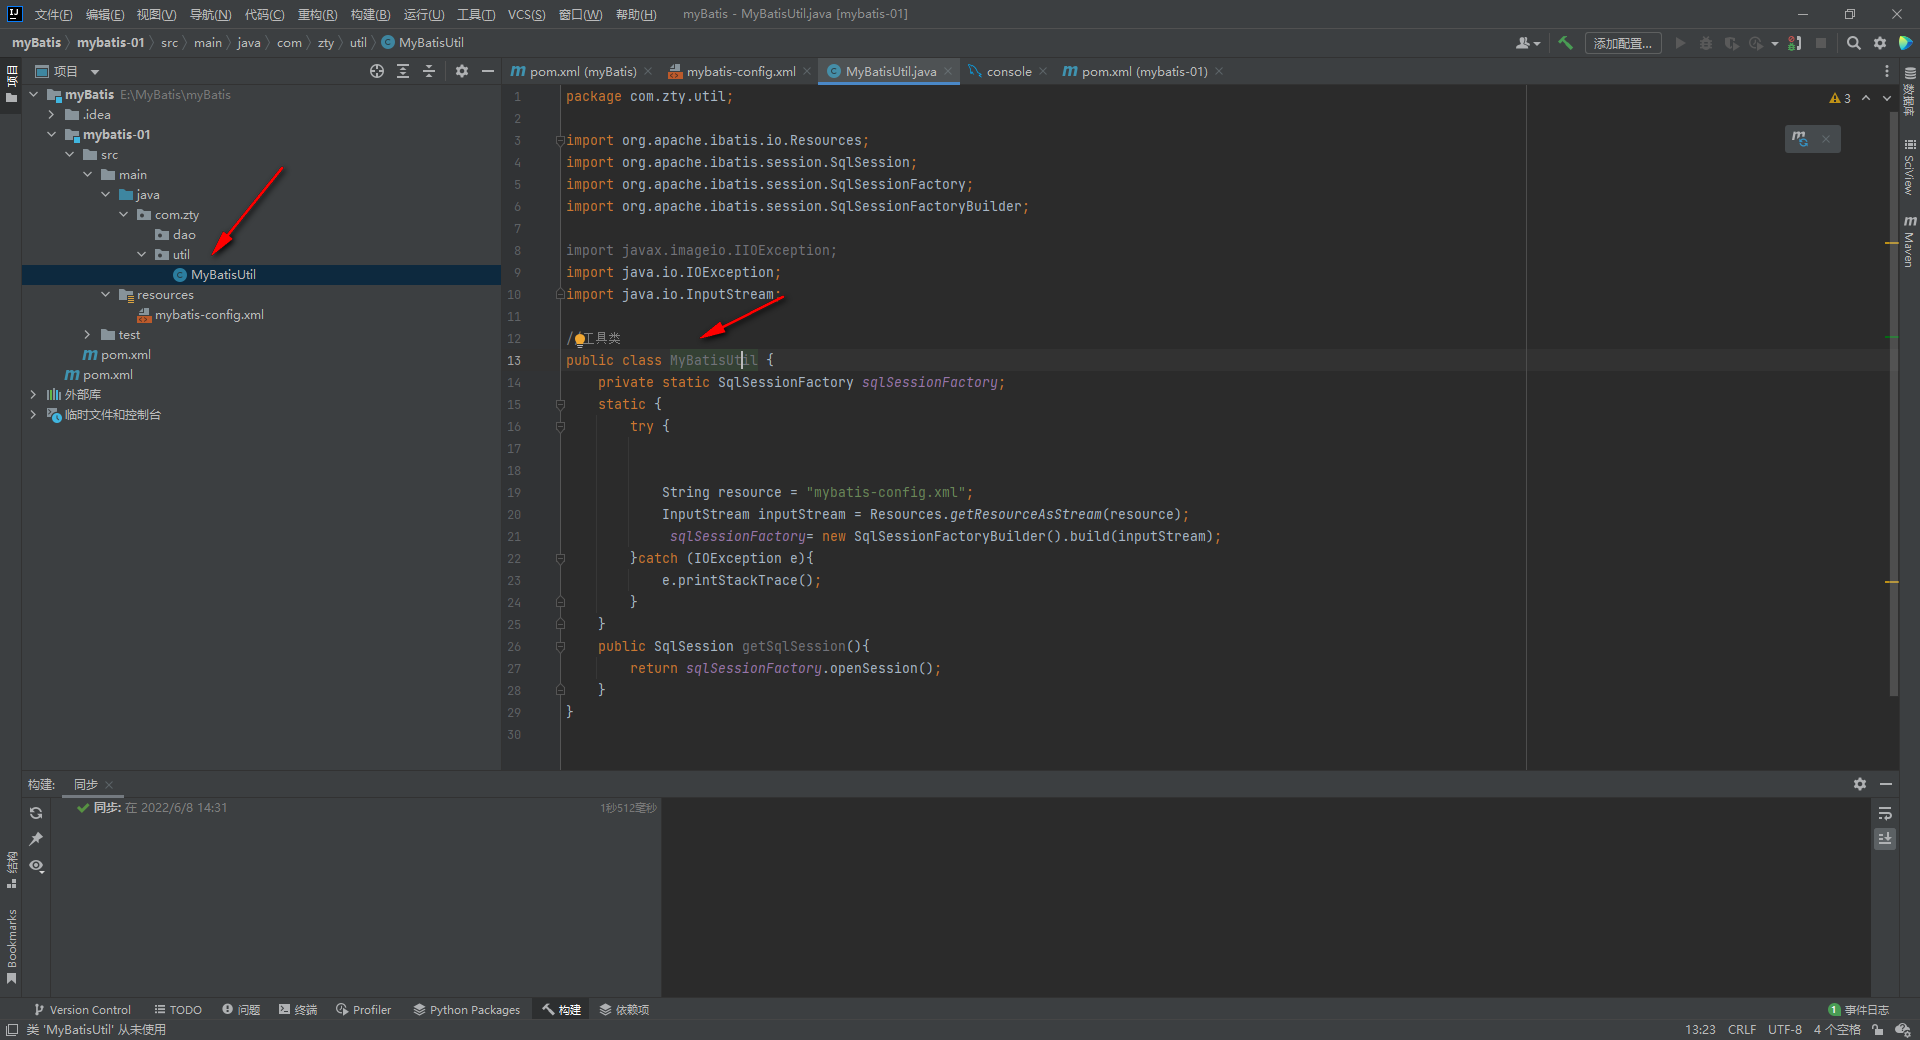 文件(F) 编辑(E) 视图(V) 导航(N) 代码(C) 重构(R) 构建(B) 运行(U) 工具(T) VCS(S) 窗口(W) 帮助(H) myBatis - MyBatisUtil.java [mybatis-01]
myBatis mybatis-01 src main java com zty util MyBatisUtil
添加配置...
项目
pom.xml (myBatis) mybatis-config.xml MyBatisUtil.java console pom.xml (mybatis-01)
项目
myBatis E:\MyBatis\myBatis
.idea
mybatis-01
src
main
java
com.zty
dao
util
MyBatisUtil
resources
mybatis-config.xml
test
pom.xml
pom.xml
外部库
临时文件和控制台
1 package com.zty.util;
2
3 import org.apache.ibatis.io.Resources;
4 import org.apache.ibatis.session.SqlSession;
5 import org.apache.ibatis.session.SqlSessionFactory;
6 import org.apache.ibatis.session.SqlSessionFactoryBuilder;
7
8 import javax.imageio.IIOException;
9 import java.io.IOException;
10 import java.io.InputStream;
11
12 /工具类
13 public class MyBatisUtil {
14 private static SqlSessionFactory sqlSessionFactory;
15 static {
16 try {
17
18
19 String resource = "mybatis-config.xml";
20 InputStream inputStream = Resources.getResourceAsStream(resource);
21 sqlSessionFactory= new SqlSessionFactoryBuilder().build(inputStream);
22 }catch (IOException e){
23 e.printStackTrace();
24 }
25 }
26 public SqlSession getSqlSession(){
27 return sqlSessionFactory.openSession();
28 }
29 }
30
3
数据库
SciView
Maven
构建: 同步
同步: 在 2022/6/8 14:31 1秒512毫秒
结构
Bookmarks
Version Control TODO 问题 终端 Profiler Python Packages 构建 依赖项 1 事件日志
类 'MyBatisUtil' 从未使用 13:23 CRLF UTF-8 4 个空格